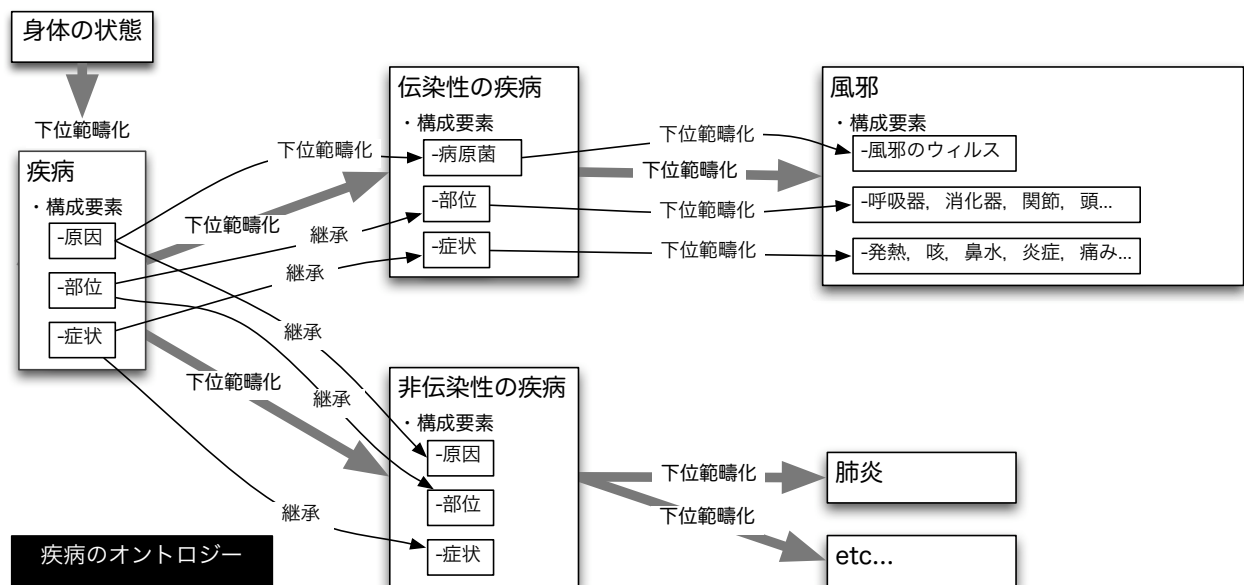 身体の状態
下位範疇化
疾病
・構成要素
-原因
-部位
-症状
下位範疇化
下位範疇化
継承
継承
継承
下位範疇化
継承
継承
伝染性の疾病
・構成要素
-病原菌
-部位
-症状
下位範疇化
下位範疇化
下位範疇化
下位範疇化
風邪
・構成要素
-風邪のウィルス
-呼吸器, 消化器, 関節, 頭...
-発熱, 咳, 鼻水, 炎症, 痛み...
非伝染性の疾病
・構成要素
-原因
-部位
-症状
下位範疇化
下位範疇化
肺炎
etc...
疾病のオントロジー